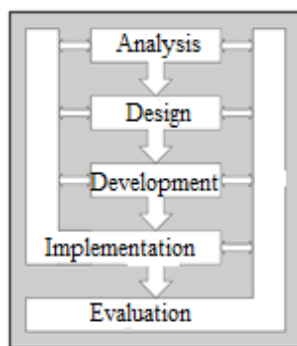 Analysis
Design
Development
Implementation
Evaluation